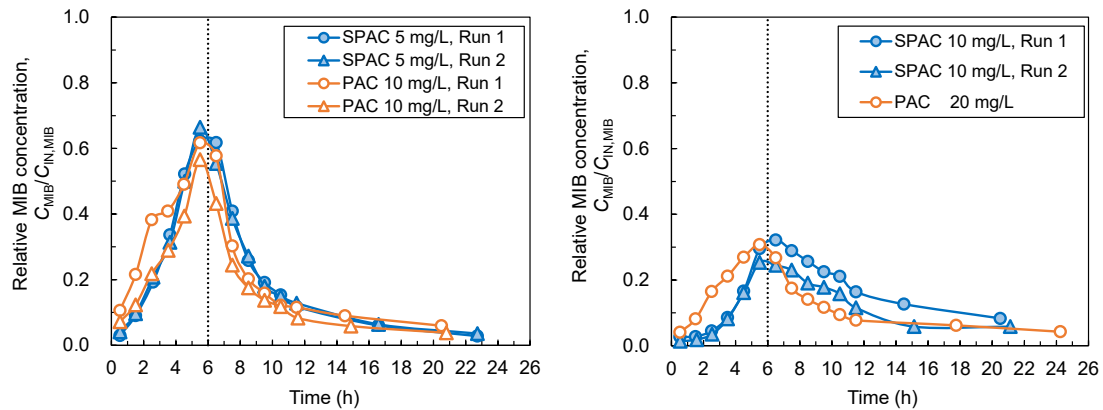 Relative MIB concentration,
C_MIB/C_IN,MIB
1.0
0.8
0.6
0.4
0.2
0.0
SPAC 5 mg/L, Run 1
SPAC 5 mg/L, Run 2
PAC 10 mg/L, Run 1
PAC 10 mg/L, Run 2
0 2 4 6 8 10 12 14 16 18 20 22 24 26
Time (h)
Relative MIB concentration,
C_MIB/C_IN,MIB
1.0
0.8
0.6
0.4
0.2
0.0
SPAC 10 mg/L, Run 1
SPAC 10 mg/L, Run 2
PAC 20 mg/L
0 2 4 6 8 10 12 14 16 18 20 22 24 26
Time (h)